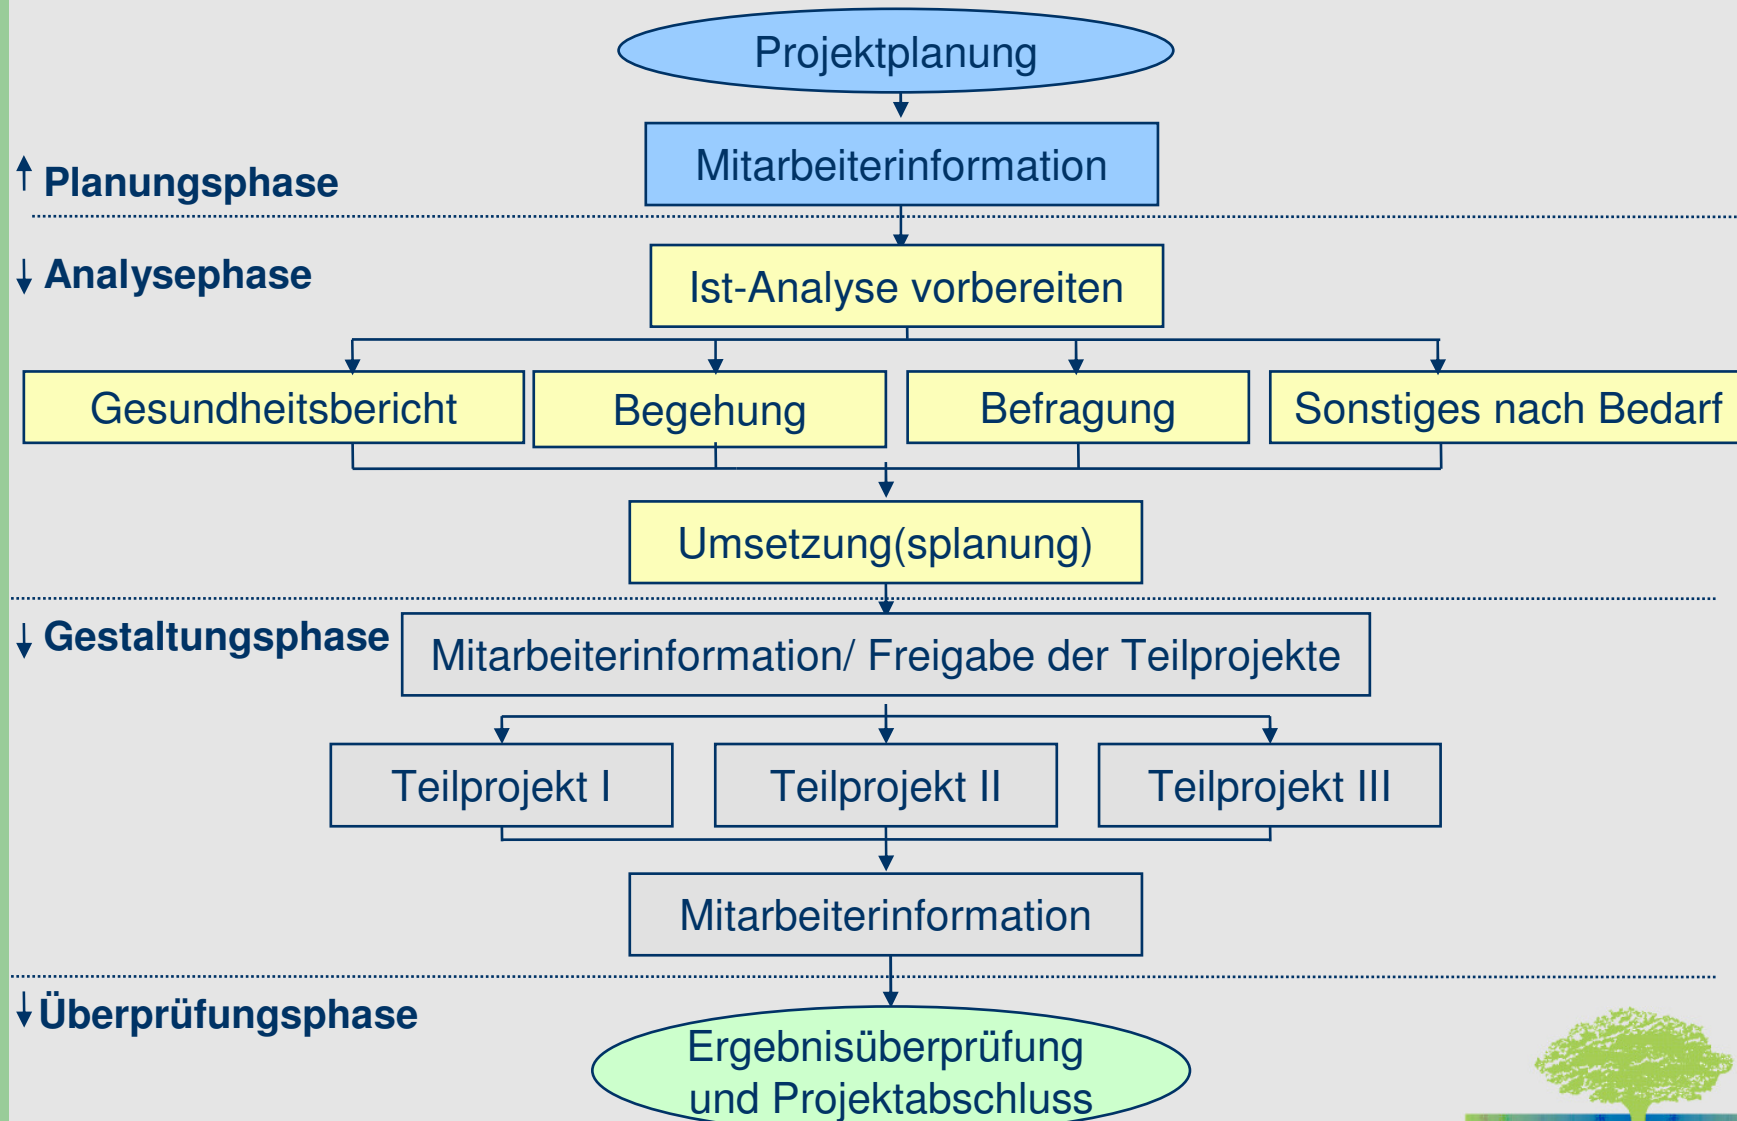 Projektplanung
Mitarbeiterinformation
Planungsphase
Analysephase
Ist-Analyse vorbereiten
Gesundheitsbericht
Begehung
Befragung
Sonstiges nach Bedarf
Umsetzung(splanung)
Gestaltungsphase
Mitarbeiterinformation/ Freigabe der Teilprojekte
Teilprojekt I
Teilprojekt II
Teilprojekt III
Mitarbeiterinformation
Überprüfungsphase
Ergebnisüberprüfung
und Projektabschluss